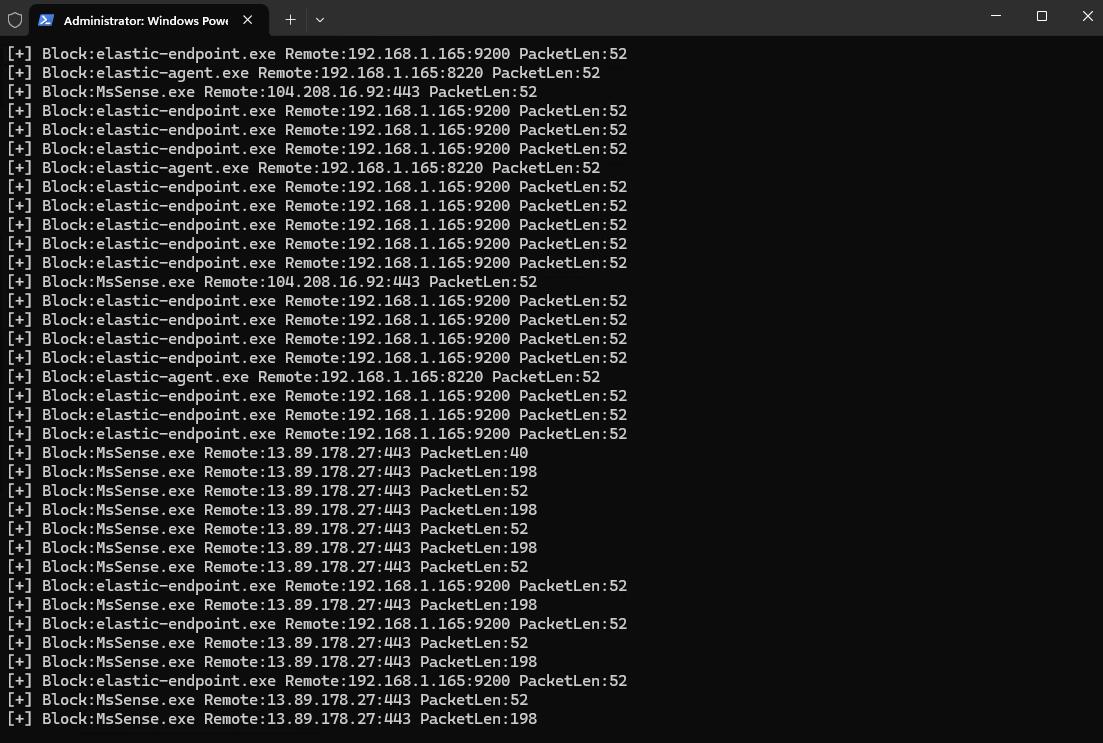 Administrator: Windows Powe
[+] Block:elastic-endpoint.exe Remote:192.168.1.165:9200 PacketLen:52
[+] Block:elastic-agent.exe Remote:192.168.1.165:8220 PacketLen:52
[+] Block:MsSense.exe Remote:104.208.16.92:443 PacketLen:52
[+] Block:elastic-endpoint.exe Remote:192.168.1.165:9200 PacketLen:52
[+] Block:elastic-endpoint.exe Remote:192.168.1.165:9200 PacketLen:52
[+] Block:elastic-endpoint.exe Remote:192.168.1.165:9200 PacketLen:52
[+] Block:elastic-agent.exe Remote:192.168.1.165:8220 PacketLen:52
[+] Block:elastic-endpoint.exe Remote:192.168.1.165:9200 PacketLen:52
[+] Block:elastic-endpoint.exe Remote:192.168.1.165:9200 PacketLen:52
[+] Block:elastic-endpoint.exe Remote:192.168.1.165:9200 PacketLen:52
[+] Block:elastic-endpoint.exe Remote:192.168.1.165:9200 PacketLen:52
[+] Block:elastic-endpoint.exe Remote:192.168.1.165:9200 PacketLen:52
[+] Block:MsSense.exe Remote:104.208.16.92:443 PacketLen:52
[+] Block:elastic-endpoint.exe Remote:192.168.1.165:9200 PacketLen:52
[+] Block:elastic-endpoint.exe Remote:192.168.1.165:9200 PacketLen:52
[+] Block:elastic-endpoint.exe Remote:192.168.1.165:9200 PacketLen:52
[+] Block:elastic-endpoint.exe Remote:192.168.1.165:9200 PacketLen:52
[+] Block:elastic-agent.exe Remote:192.168.1.165:8220 PacketLen:52
[+] Block:elastic-endpoint.exe Remote:192.168.1.165:9200 PacketLen:52
[+] Block:elastic-endpoint.exe Remote:192.168.1.165:9200 PacketLen:52
[+] Block:elastic-endpoint.exe Remote:192.168.1.165:9200 PacketLen:52
[+] Block:MsSense.exe Remote:13.89.178.27:443 PacketLen:40
[+] Block:MsSense.exe Remote:13.89.178.27:443 PacketLen:198
[+] Block:MsSense.exe Remote:13.89.178.27:443 PacketLen:52
[+] Block:MsSense.exe Remote:13.89.178.27:443 PacketLen:198
[+] Block:MsSense.exe Remote:13.89.178.27:443 PacketLen:52
[+] Block:MsSense.exe Remote:13.89.178.27:443 PacketLen:198
[+] Block:MsSense.exe Remote:13.89.178.27:443 PacketLen:52
[+] Block:elastic-endpoint.exe Remote:192.168.1.165:9200 PacketLen:52
[+] Block:MsSense.exe Remote:13.89.178.27:443 PacketLen:198
[+] Block:elastic-endpoint.exe Remote:192.168.1.165:9200 PacketLen:52
[+] Block:MsSense.exe Remote:13.89.178.27:443 PacketLen:52
[+] Block:MsSense.exe Remote:13.89.178.27:443 PacketLen:198
[+] Block:elastic-endpoint.exe Remote:192.168.1.165:9200 PacketLen:52
[+] Block:MsSense.exe Remote:13.89.178.27:443 PacketLen:52
[+] Block:MsSense.exe Remote:13.89.178.27:443 PacketLen:198